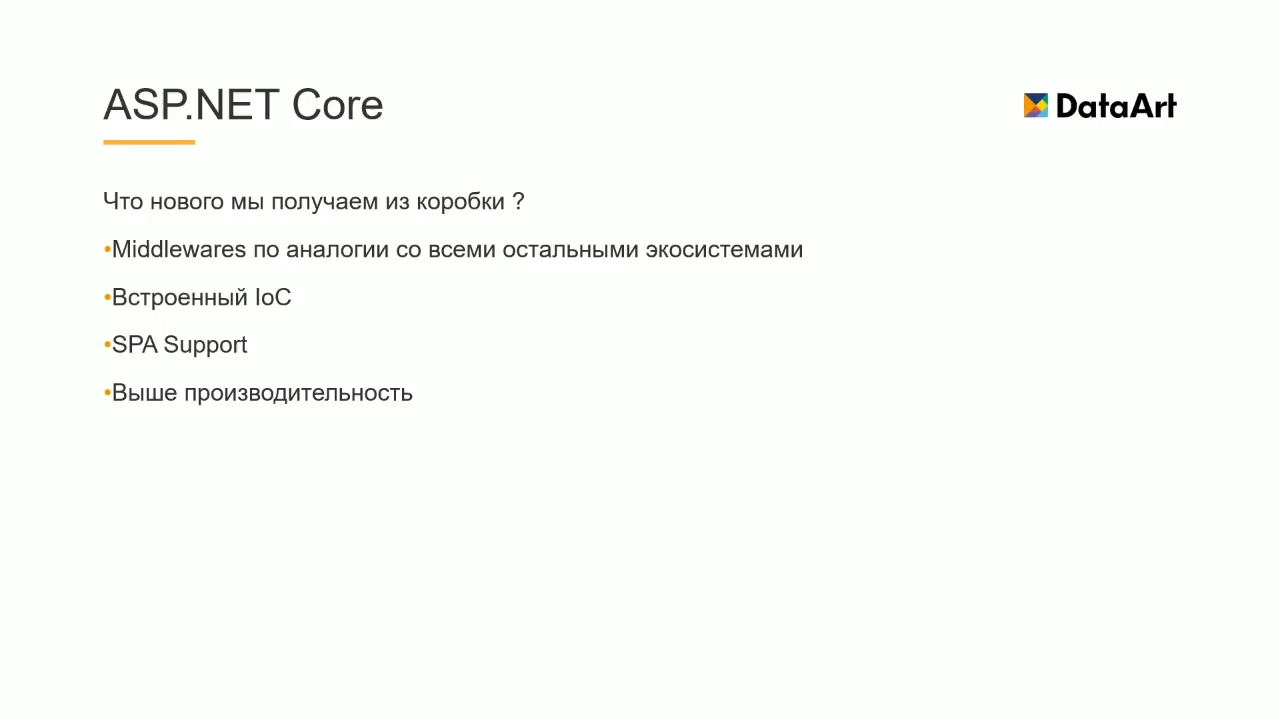 ASP.NET Core
DataArt
Что нового мы получаем из коробки ?
•Middlewares по аналогии со всеми остальными экосистемами
•Встроенный IoC
•SPA Support
•Выше производительность